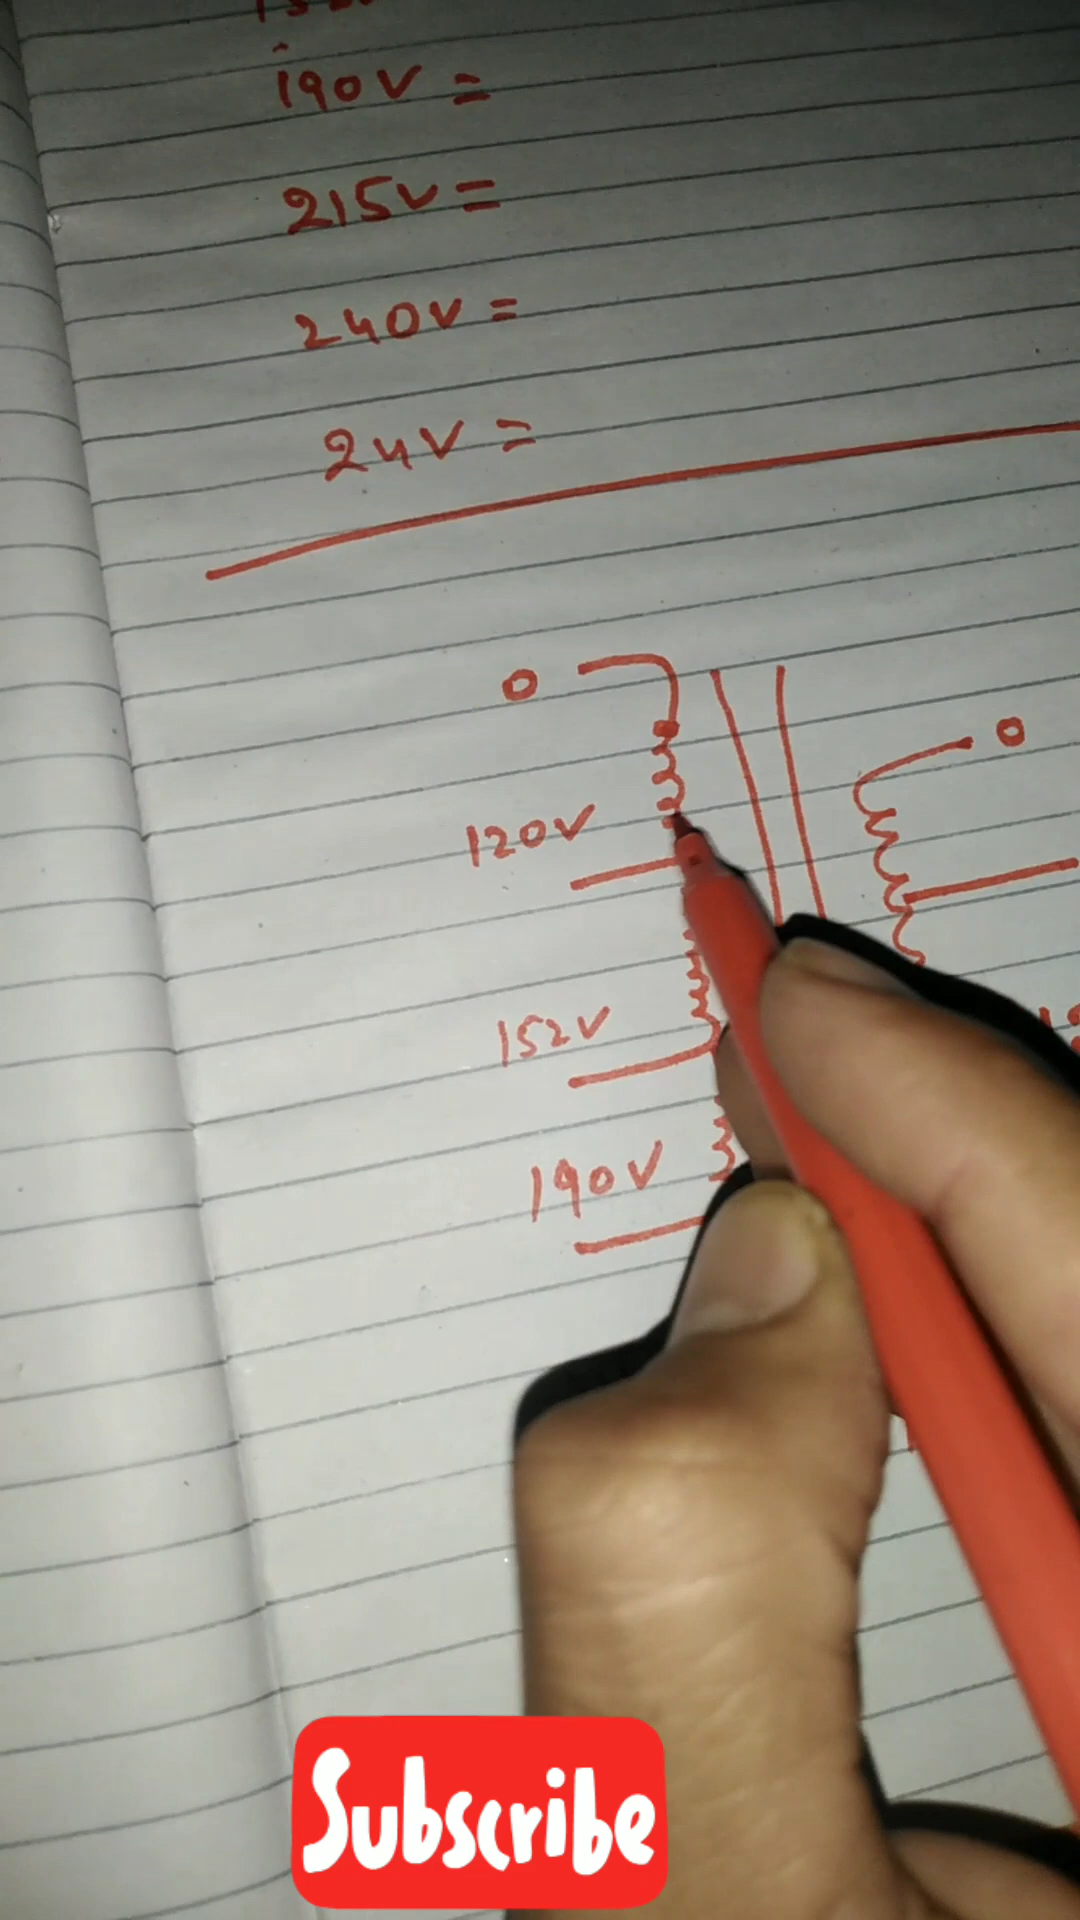 190V =
215V =
240V =
24V =
0
0
120V
152V
190V
Subscribe